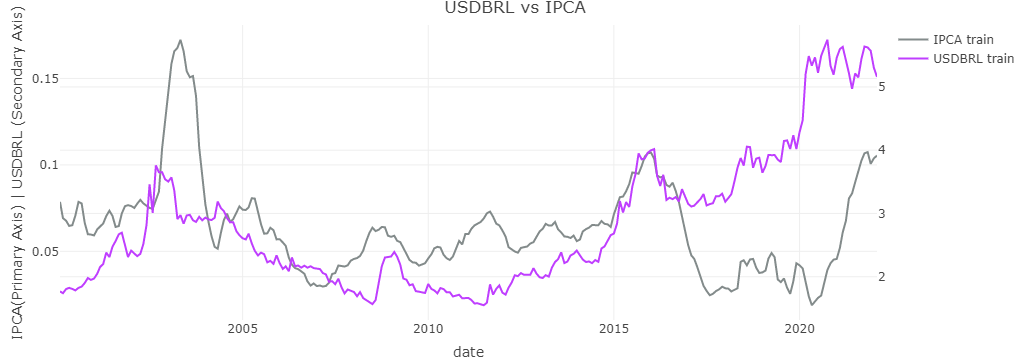 USDBRL vs IPCA
IPCA(Primary Axis) | USDBRL (Secondary Axis)
0.15
0.1
0.05
5
4
3
2
2005
2010
2015
2020
date
IPCA train
USDBRL train